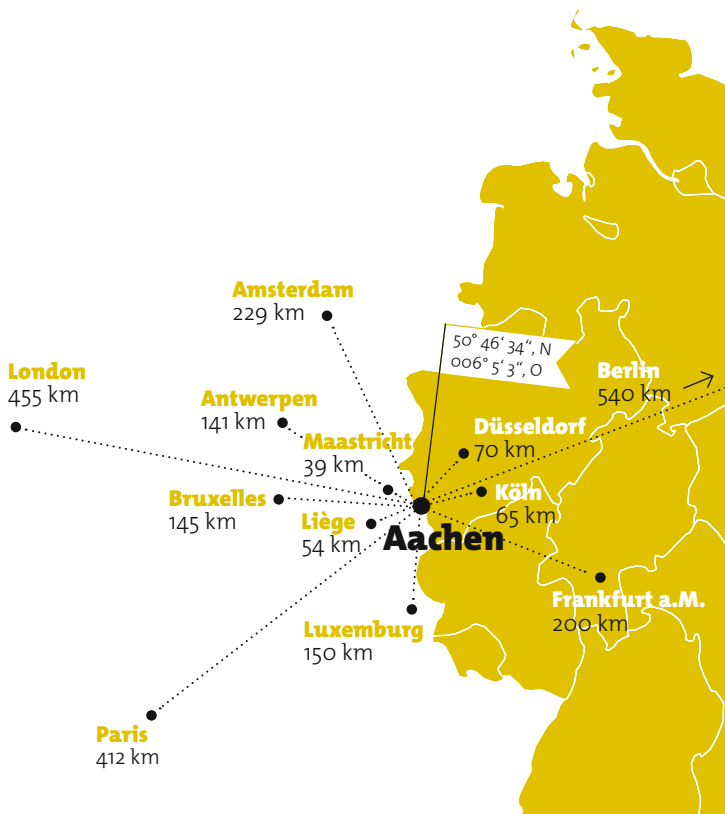 Amsterdam
229 km
50° 46‘ 34“, N
006° 5‘ 3“, O
London
455 km
Berlin
540 km
Antwerpen
141 km
Düsseldorf
70 km
Maastricht
39 km
Bruxelles
145 km
Köln
65 km
Liège
54 km
Aachen
Frankfurt a.M.
200 km
Luxemburg
150 km
Paris
412 km